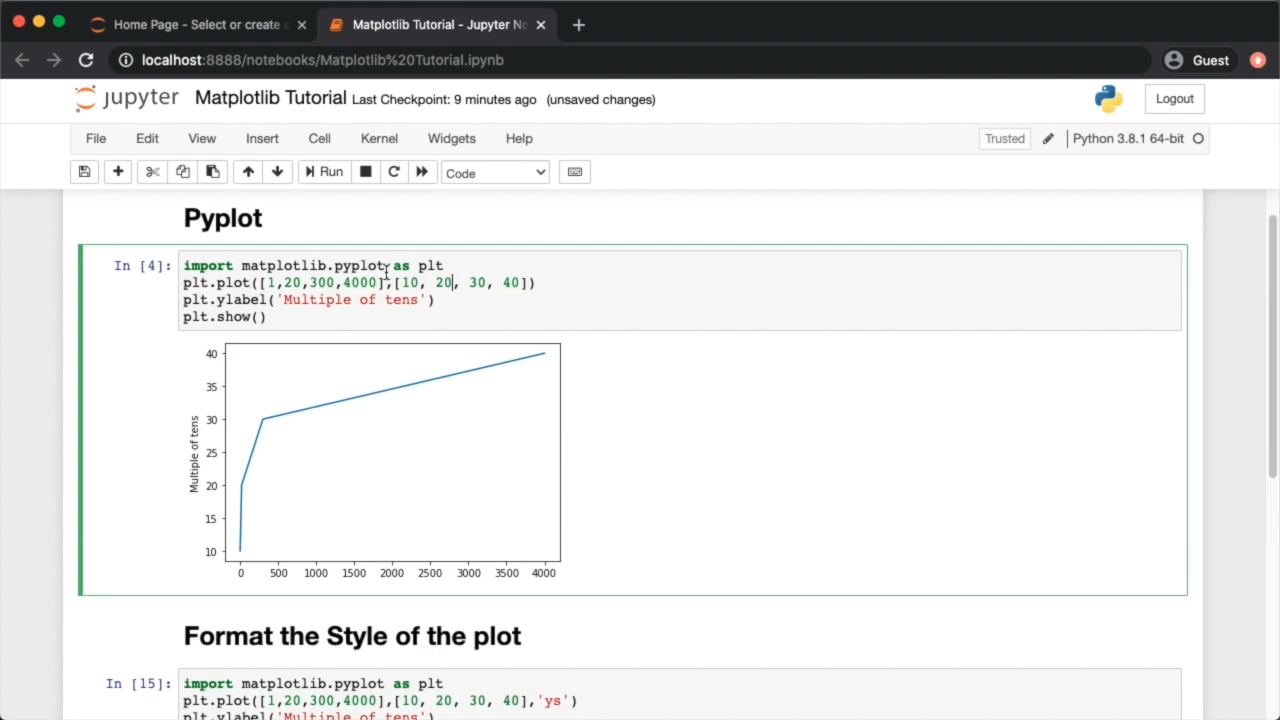 Home Page - Select or create a
Matplotlib Tutorial - Jupyter No
localhost:8888/notebooks/Matplotlib%20Tutorial.ipynb
Guest
jupyter
Matplotlib Tutorial Last Checkpoint: 9 minutes ago (unsaved changes)
Logout
File Edit View Insert Cell Kernel Widgets Help
Trusted
Python 3.8.1 64-bit
Run
Code
Pyplot
In [4]:
import matplotlib.pyplot as plt
plt.plot([1,20,300,4000],[10, 20, 30, 40])
plt.ylabel('Multiple of tens')
plt.show()
40
35
30
25
20
15
10
Multiple of tens
0 500 1000 1500 2000 2500 3000 3500 4000
Format the Style of the plot
In [15]:
import matplotlib.pyplot as plt
plt.plot([1,20,300,4000],[10, 20, 30, 40],'ys')
plt.ylabel('Multiple of tens')